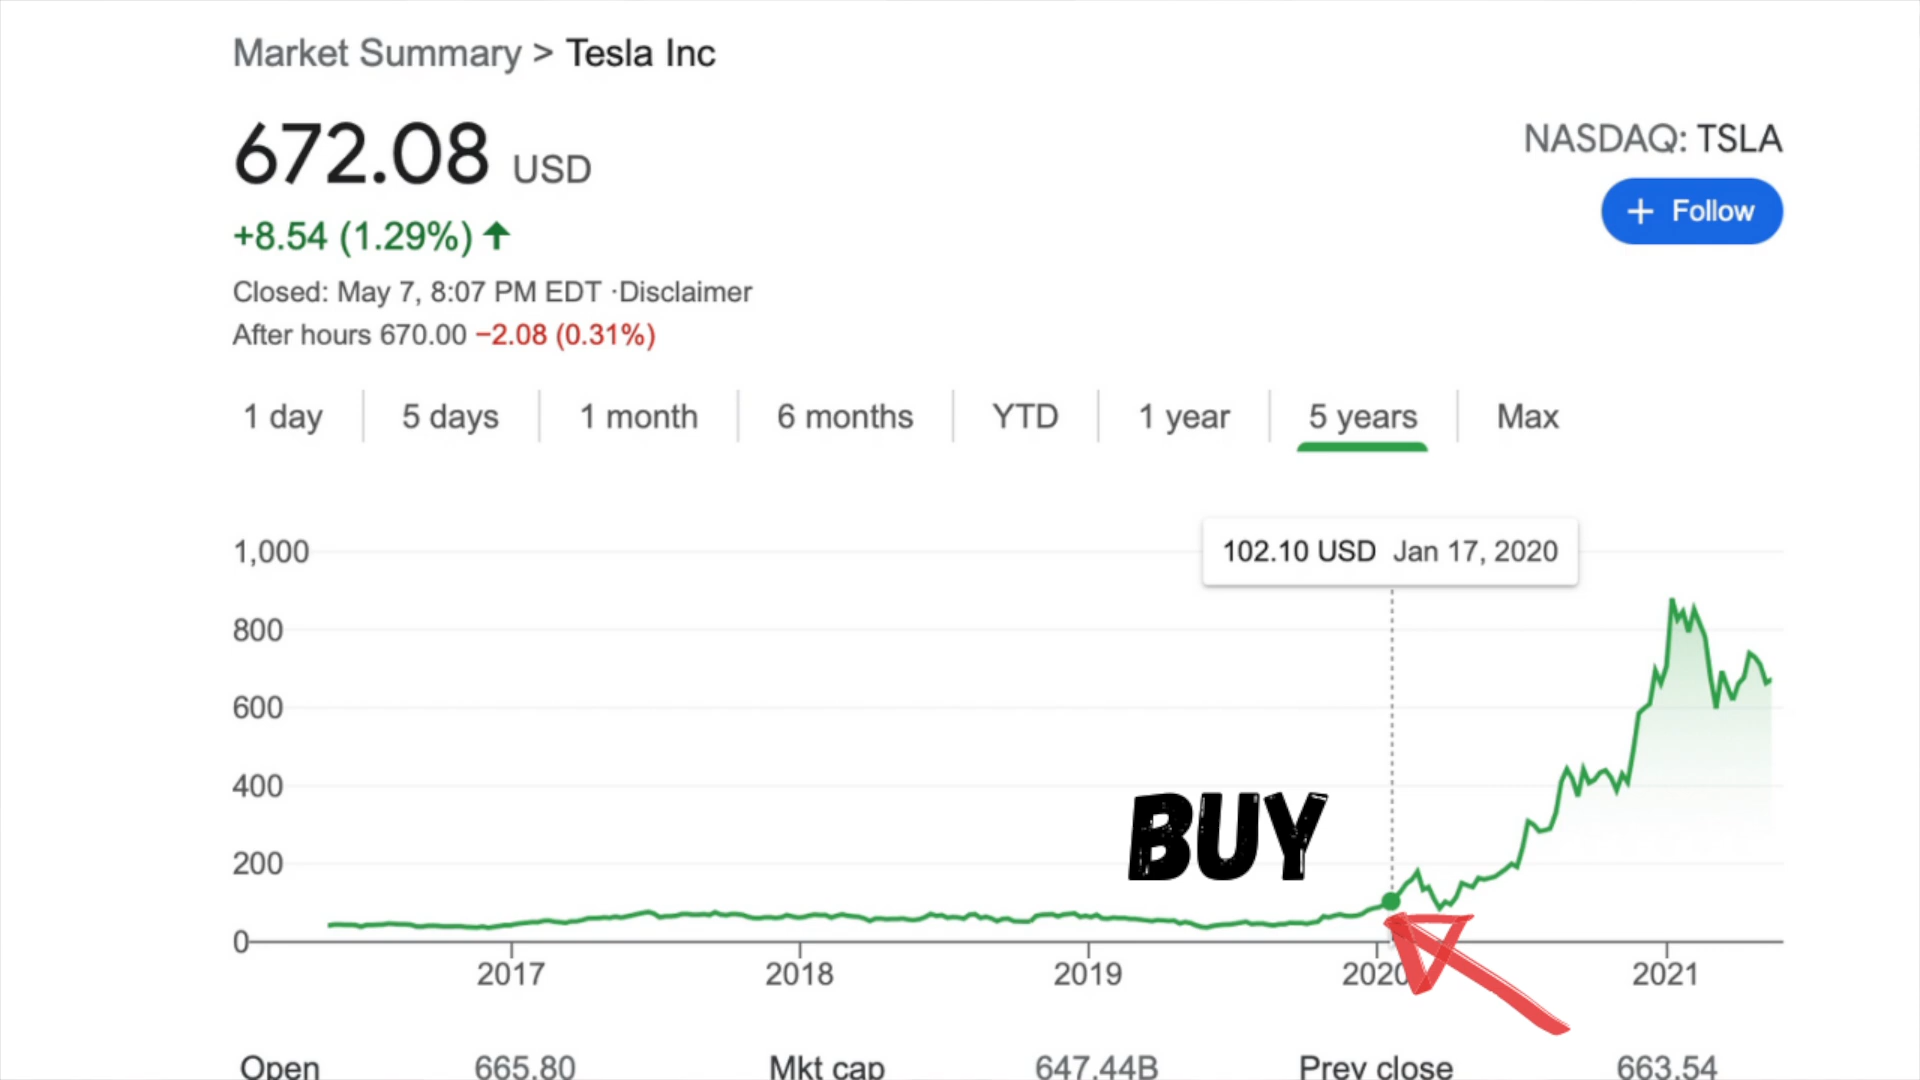 Market Summary > Tesla Inc
672.08 USD
NASDAQ: TSLA
+ Follow
+8.54 (1.29%)
Closed: May 7, 8:07 PM EDT ·Disclaimer
After hours 670.00 −2.08 (0.31%)
1 day 5 days 1 month 6 months YTD 1 year 5 years Max
102.10 USD Jan 17, 2020
1,000
800
600
400
200
0
BUY
2017 2018 2019 2020 2021
Open 665.80 Mkt cap 647.44B Prev close 663.54